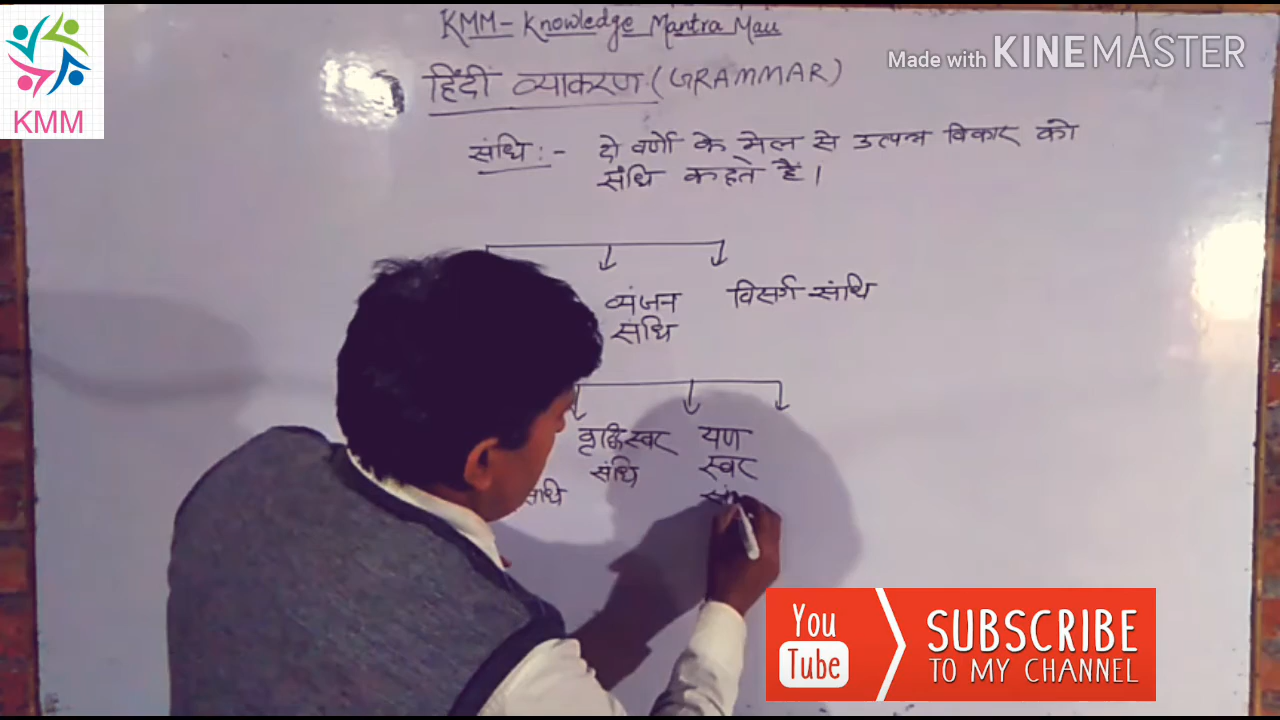 KMM- Knowledge Mantra Mau
Made with KINEMASTER
KMM
हिंदी व्याकरण (GRAMMAR)
संधि :- दो वर्णो के मेल से उत्पन्न विकार को
संधि कहते हैं।
व्यंजन विसर्ग संधि
संधि
वृद्धिस्वर यण
संधि स्वर
संधि
You
Tube
SUBSCRIBE
TO MY CHANNEL